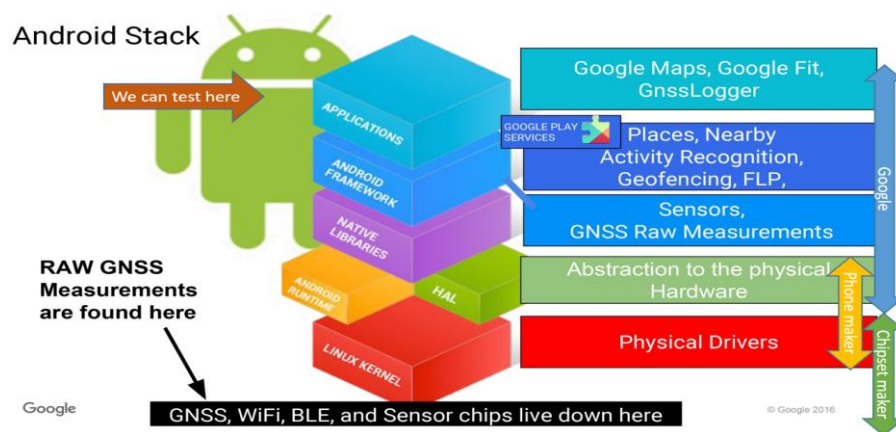 Android Stack
We can test here
APPLICATIONS
ANDROID
FRAMEWORK
NATIVE
LIBRARIES
ANDROID
RUNTIME
HAL
LINUX KERNEL
RAW GNSS
Measurements
are found here
Google Maps, Google Fit,
GnssLogger
GOOGLE PLAY
SERVICES
Places, Nearby
Activity Recognition,
Geofencing, FLP,
Sensors,
GNSS Raw Measurements
Abstraction to the physical
Hardware
Physical Drivers
Google
Phone maker
Chipset maker
GNSS, WiFi, BLE, and Sensor chips live down here
Google
© Google 2016